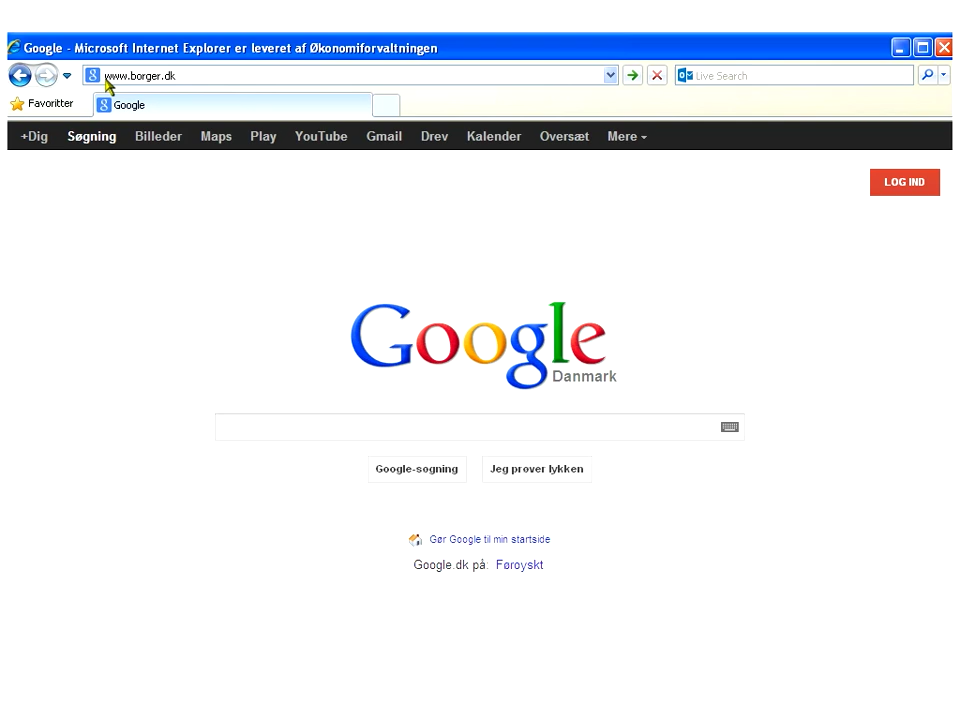 Google - Microsoft Internet Explorer er leveret af Økonomiforvaltningen
www.borger.dk
Live Search
Favoritter
Google
+Dig Søgning Billeder Maps Play YouTube Gmail Drev Kalender Oversæt Mere
LOG IND
Google
Danmark
Google-søgning
Jeg prøver lykken
Gør Google til min startside
Google.dk på: Føroyskt